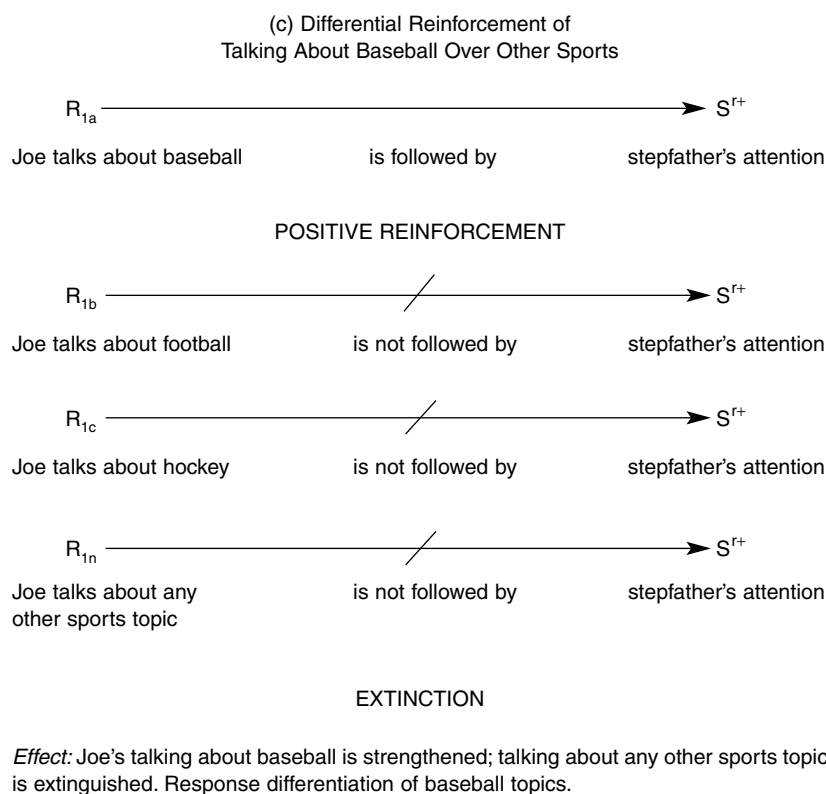 (c) Differential Reinforcement of
Talking About Baseball Over Other Sports
R1a Sr+
Joe talks about baseball is followed by stepfather's attention
POSITIVE REINFORCEMENT
R1b Sr+
Joe talks about football is not followed by stepfather's attention
R1c Sr+
Joe talks about hockey is not followed by stepfather's attention
R1n Sr+
Joe talks about any is not followed by stepfather's attention
other sports topic
EXTINCTION
Effect: Joe's talking about baseball is strengthened; talking about any other sports topic
is extinguished. Response differentiation of baseball topics.